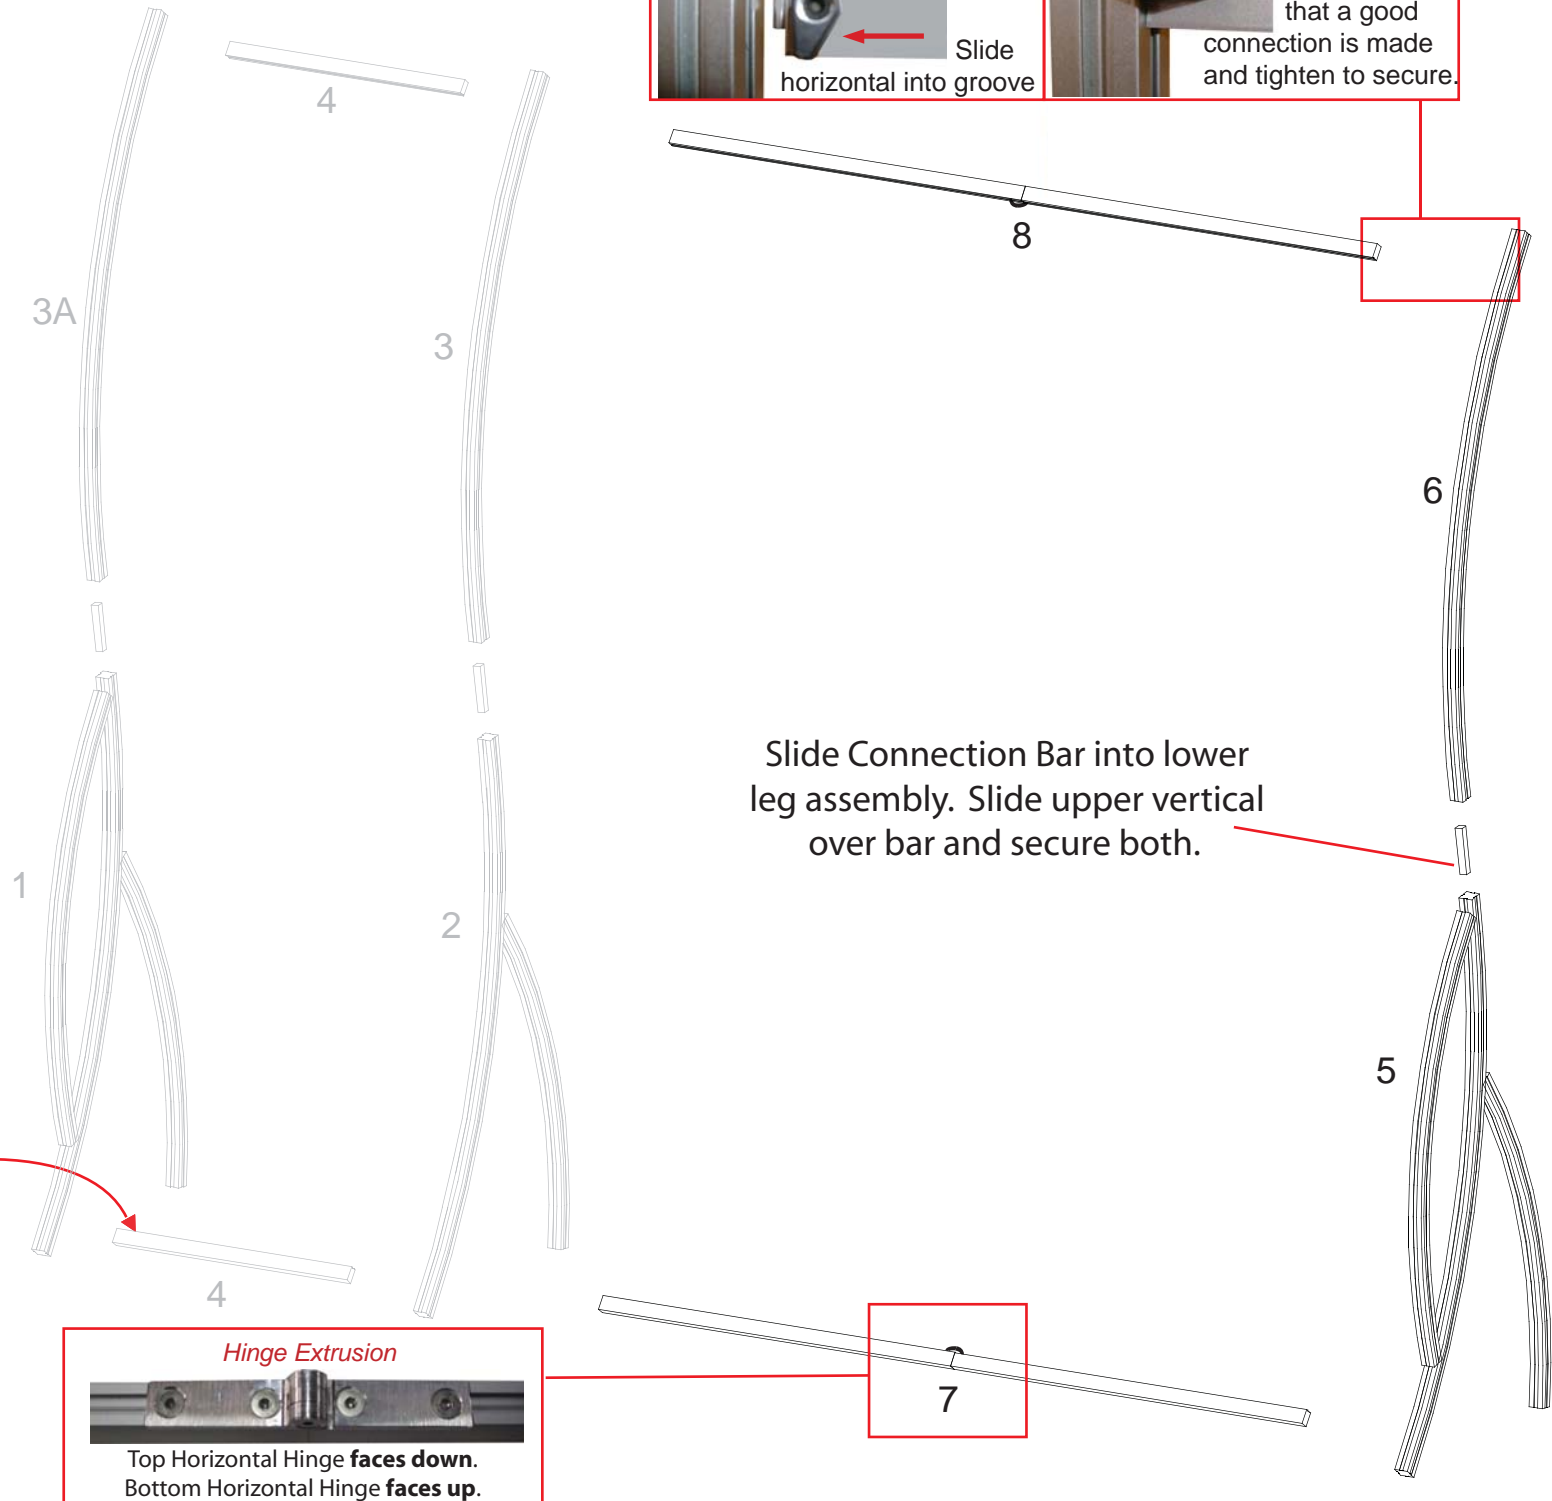 that a good
connection is made
and tighten to secure.
Slide
horizontal into groove
4
8
3A
3
6
Slide Connection Bar into lower
leg assembly. Slide upper vertical
over bar and secure both.
1
2
5
4
7
Hinge Extrusion
Top Horizontal Hinge faces down.
Bottom Horizontal Hinge faces up.